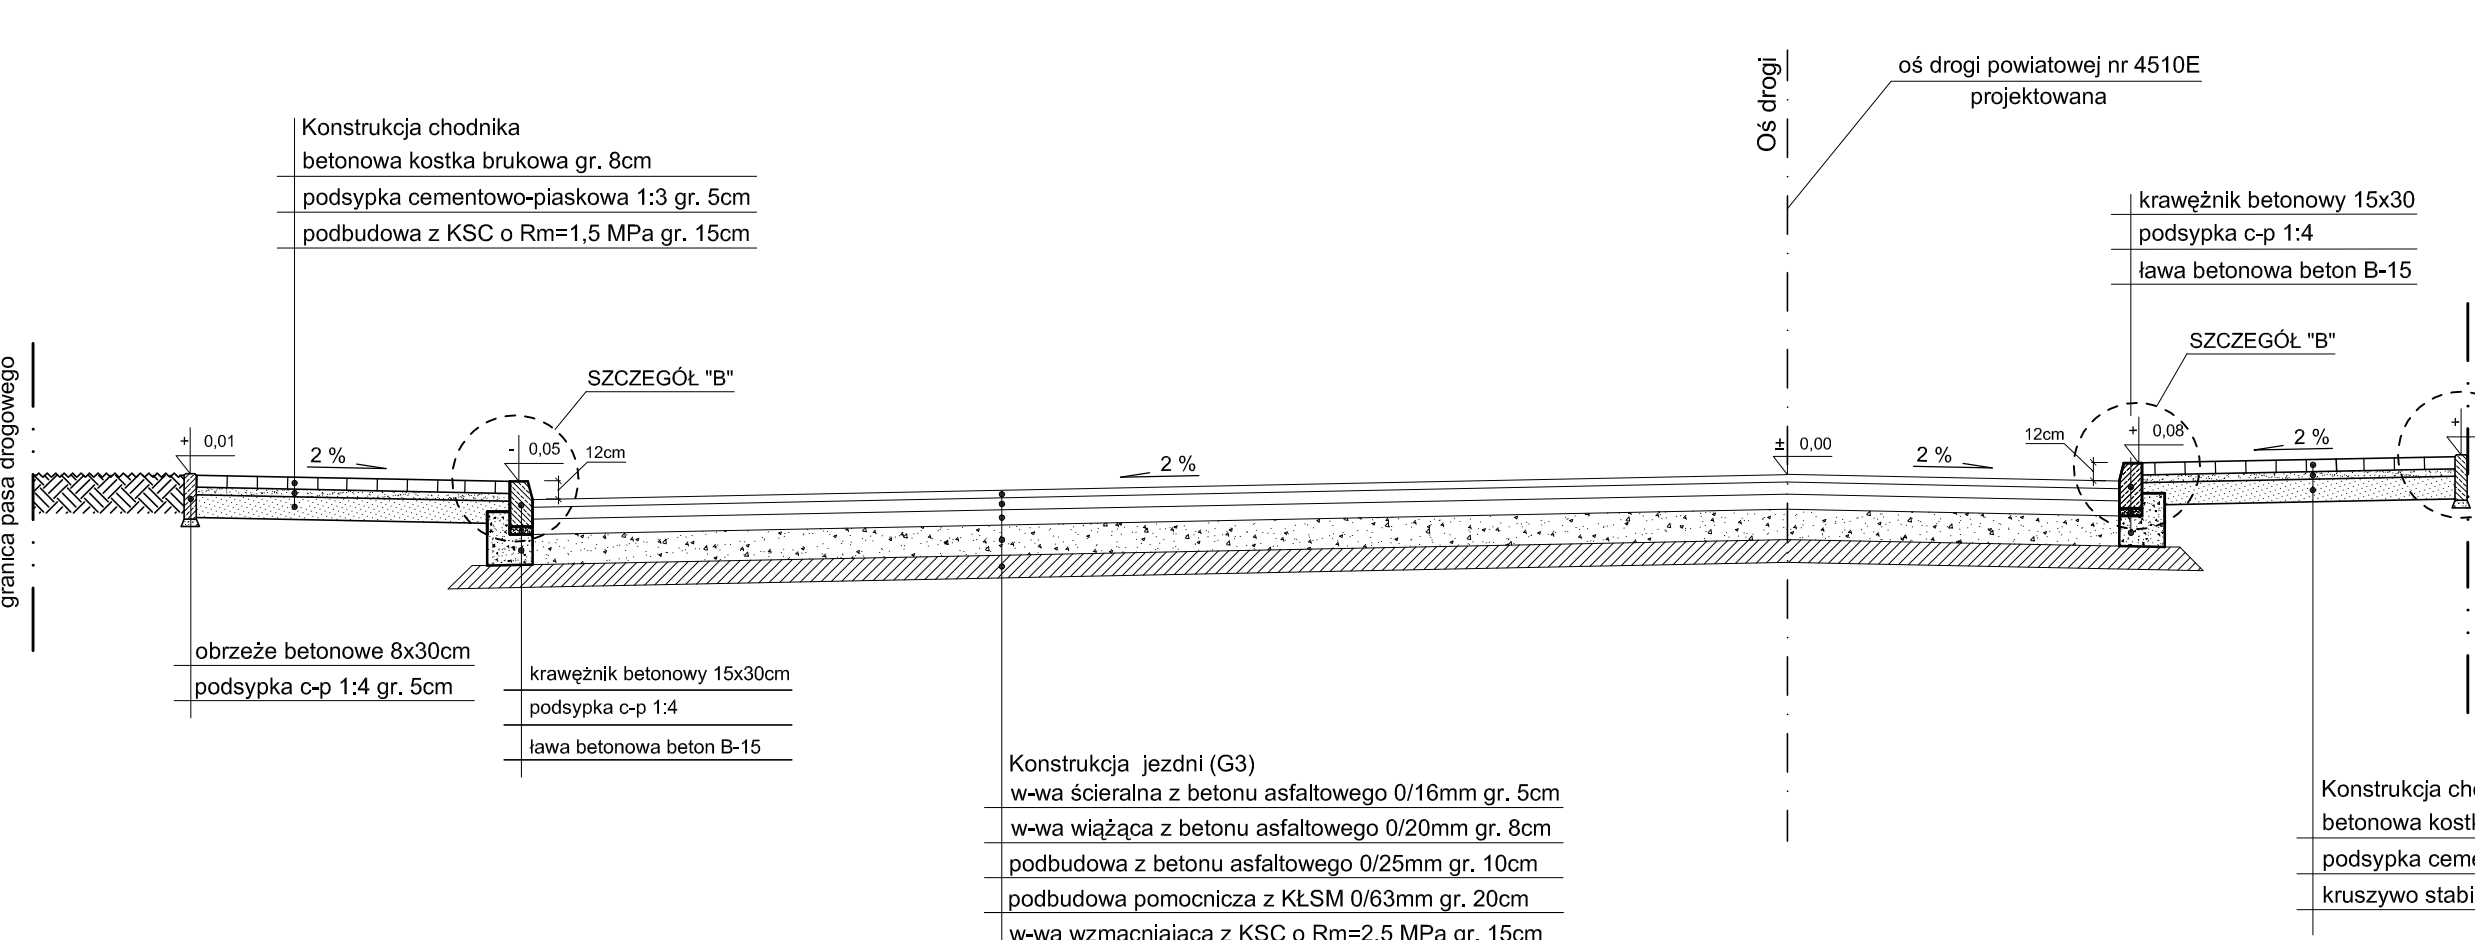 Oś drogi
oś drogi powiatowej nr 4510E
projektowana
Konstrukcja chodnika
betonowa kostka brukowa gr. 8cm
podsypka cementowo-piaskowa 1:3 gr. 5cm
podbudowa z KSC o Rm=1,5 MPa gr. 15cm
krawężnik betonowy 15x30
podsypka c-p 1:4
ława betonowa beton B-15
SZCZEGÓŁ "B"
SZCZEGÓŁ "B"
granica pasa drogowego
+ 0,01
2 %
- 0,05
12cm
2 %
± 0,00
2 %
12cm
+ 0,08
2 %
+
obrzeże betonowe 8x30cm
podsypka c-p 1:4 gr. 5cm
krawężnik betonowy 15x30cm
podsypka c-p 1:4
ława betonowa beton B-15
Konstrukcja jezdni (G3)
w-wa ścieralna z betonu asfaltowego 0/16mm gr. 5cm
w-wa wiążąca z betonu asfaltowego 0/20mm gr. 8cm
podbudowa z betonu asfaltowego 0/25mm gr. 10cm
podbudowa pomocnicza z KŁSM 0/63mm gr. 20cm
w-wa wzmacniająca z KSC o Rm=2,5 MPa gr. 15cm
Konstrukcja
betonowa
podsypka
kruszywo